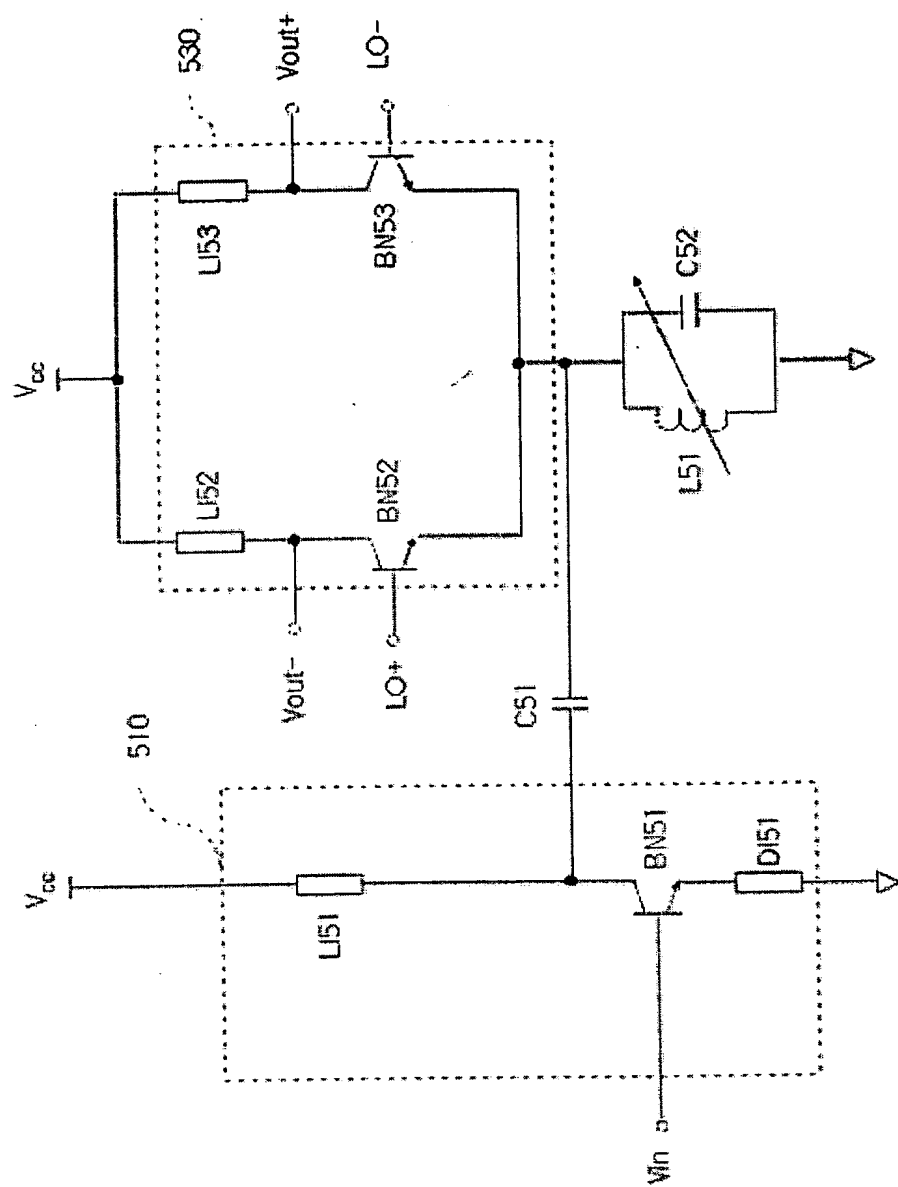 Vcc
510
LI51
BN51
DI51
Vin
C51
Vcc
530
LI52
LI53
Vout-
Vout+
LO+
LO-
BN52
BN53
L51
C52